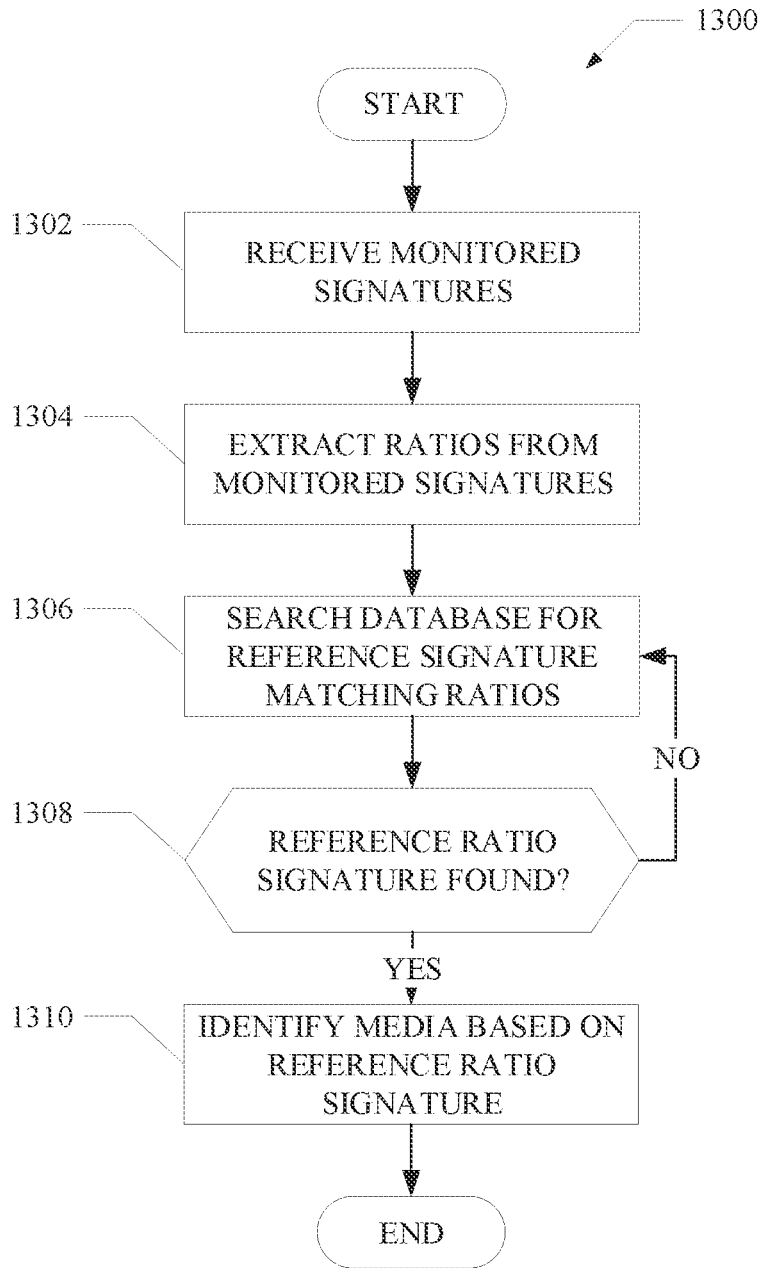 1300
START
1302
RECEIVE MONITORED
SIGNATURES
1304
EXTRACT RATIOS FROM
MONITORED SIGNATURES
1306
SEARCH DATABASE FOR
REFERENCE SIGNATURE
MATCHING RATIOS
NO
1308
REFERENCE RATIO
SIGNATURE FOUND?
YES
1310
IDENTIFY MEDIA BASED ON
REFERENCE RATIO
SIGNATURE
END